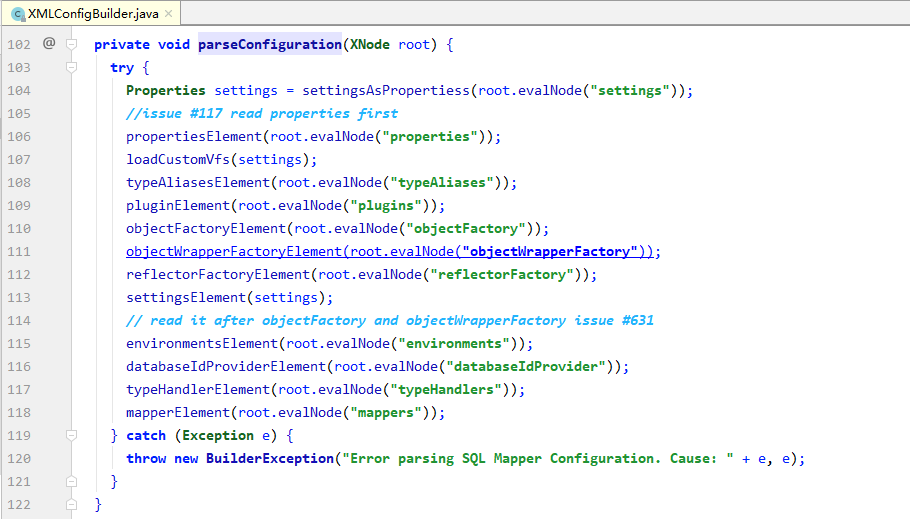 XMLConfigBuilder.java
102 @ private void parseConfiguration(XNode root) {
103 try {
104 Properties settings = settingsAsPropertiess(root.evalNode("settings"));
105 //issue #117 read properties first
106 propertiesElement(root.evalNode("properties"));
107 loadCustomVfs(settings);
108 typeAliasesElement(root.evalNode("typeAliases"));
109 pluginElement(root.evalNode("plugins"));
110 objectFactoryElement(root.evalNode("objectFactory"));
111 objectWrapperFactoryElement(root.evalNode("objectWrapperFactory"));
112 reflectorFactoryElement(root.evalNode("reflectorFactory"));
113 settingsElement(settings);
114 // read it after objectFactory and objectWrapperFactory issue #631
115 environmentsElement(root.evalNode("environments"));
116 databaseIdProviderElement(root.evalNode("databaseIdProvider"));
117 typeHandlerElement(root.evalNode("typeHandlers"));
118 mapperElement(root.evalNode("mappers"));
119 } catch (Exception e) {
120 throw new BuilderException("Error parsing SQL Mapper Configuration. Cause: " + e, e);
121 }
122 }